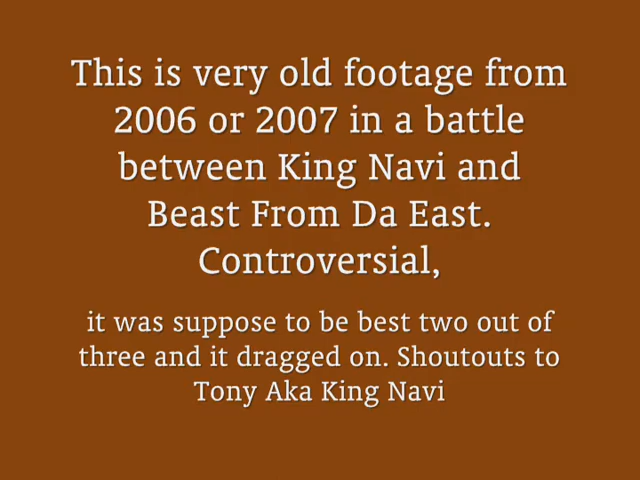 This is very old footage from
2006 or 2007 in a battle
between King Navi and
Beast From Da East.
Controversial,
it was suppose to be best two out of
three and it dragged on. Shoutouts to
Tony Aka King Navi